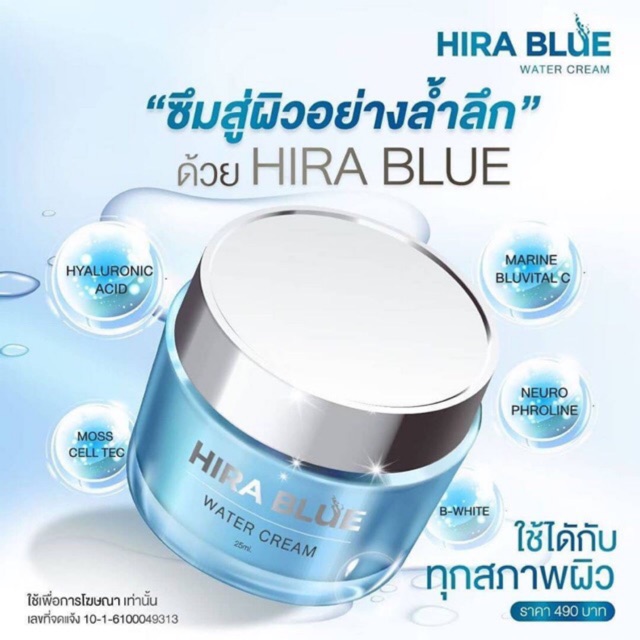 HIRA BLUE
WATER CREAM
“ซึมสู่ผิวอย่างล้ำลึก”
ด้วย HIRA BLUE
HYALURONIC
ACID
MARINE
BLUVITAL C
NEURO
PHROLINE
MOSS
CELL TEC
HIRA BLUE
WATER CREAM
25ml.
B-WHITE
ใช้ได้กับ
ทุกสภาพผิว
ราคา 490 บาท
ใช้เพื่อการโฆษณา เท่านั้น
เลขที่จดแจ้ง 10-1-6100049313